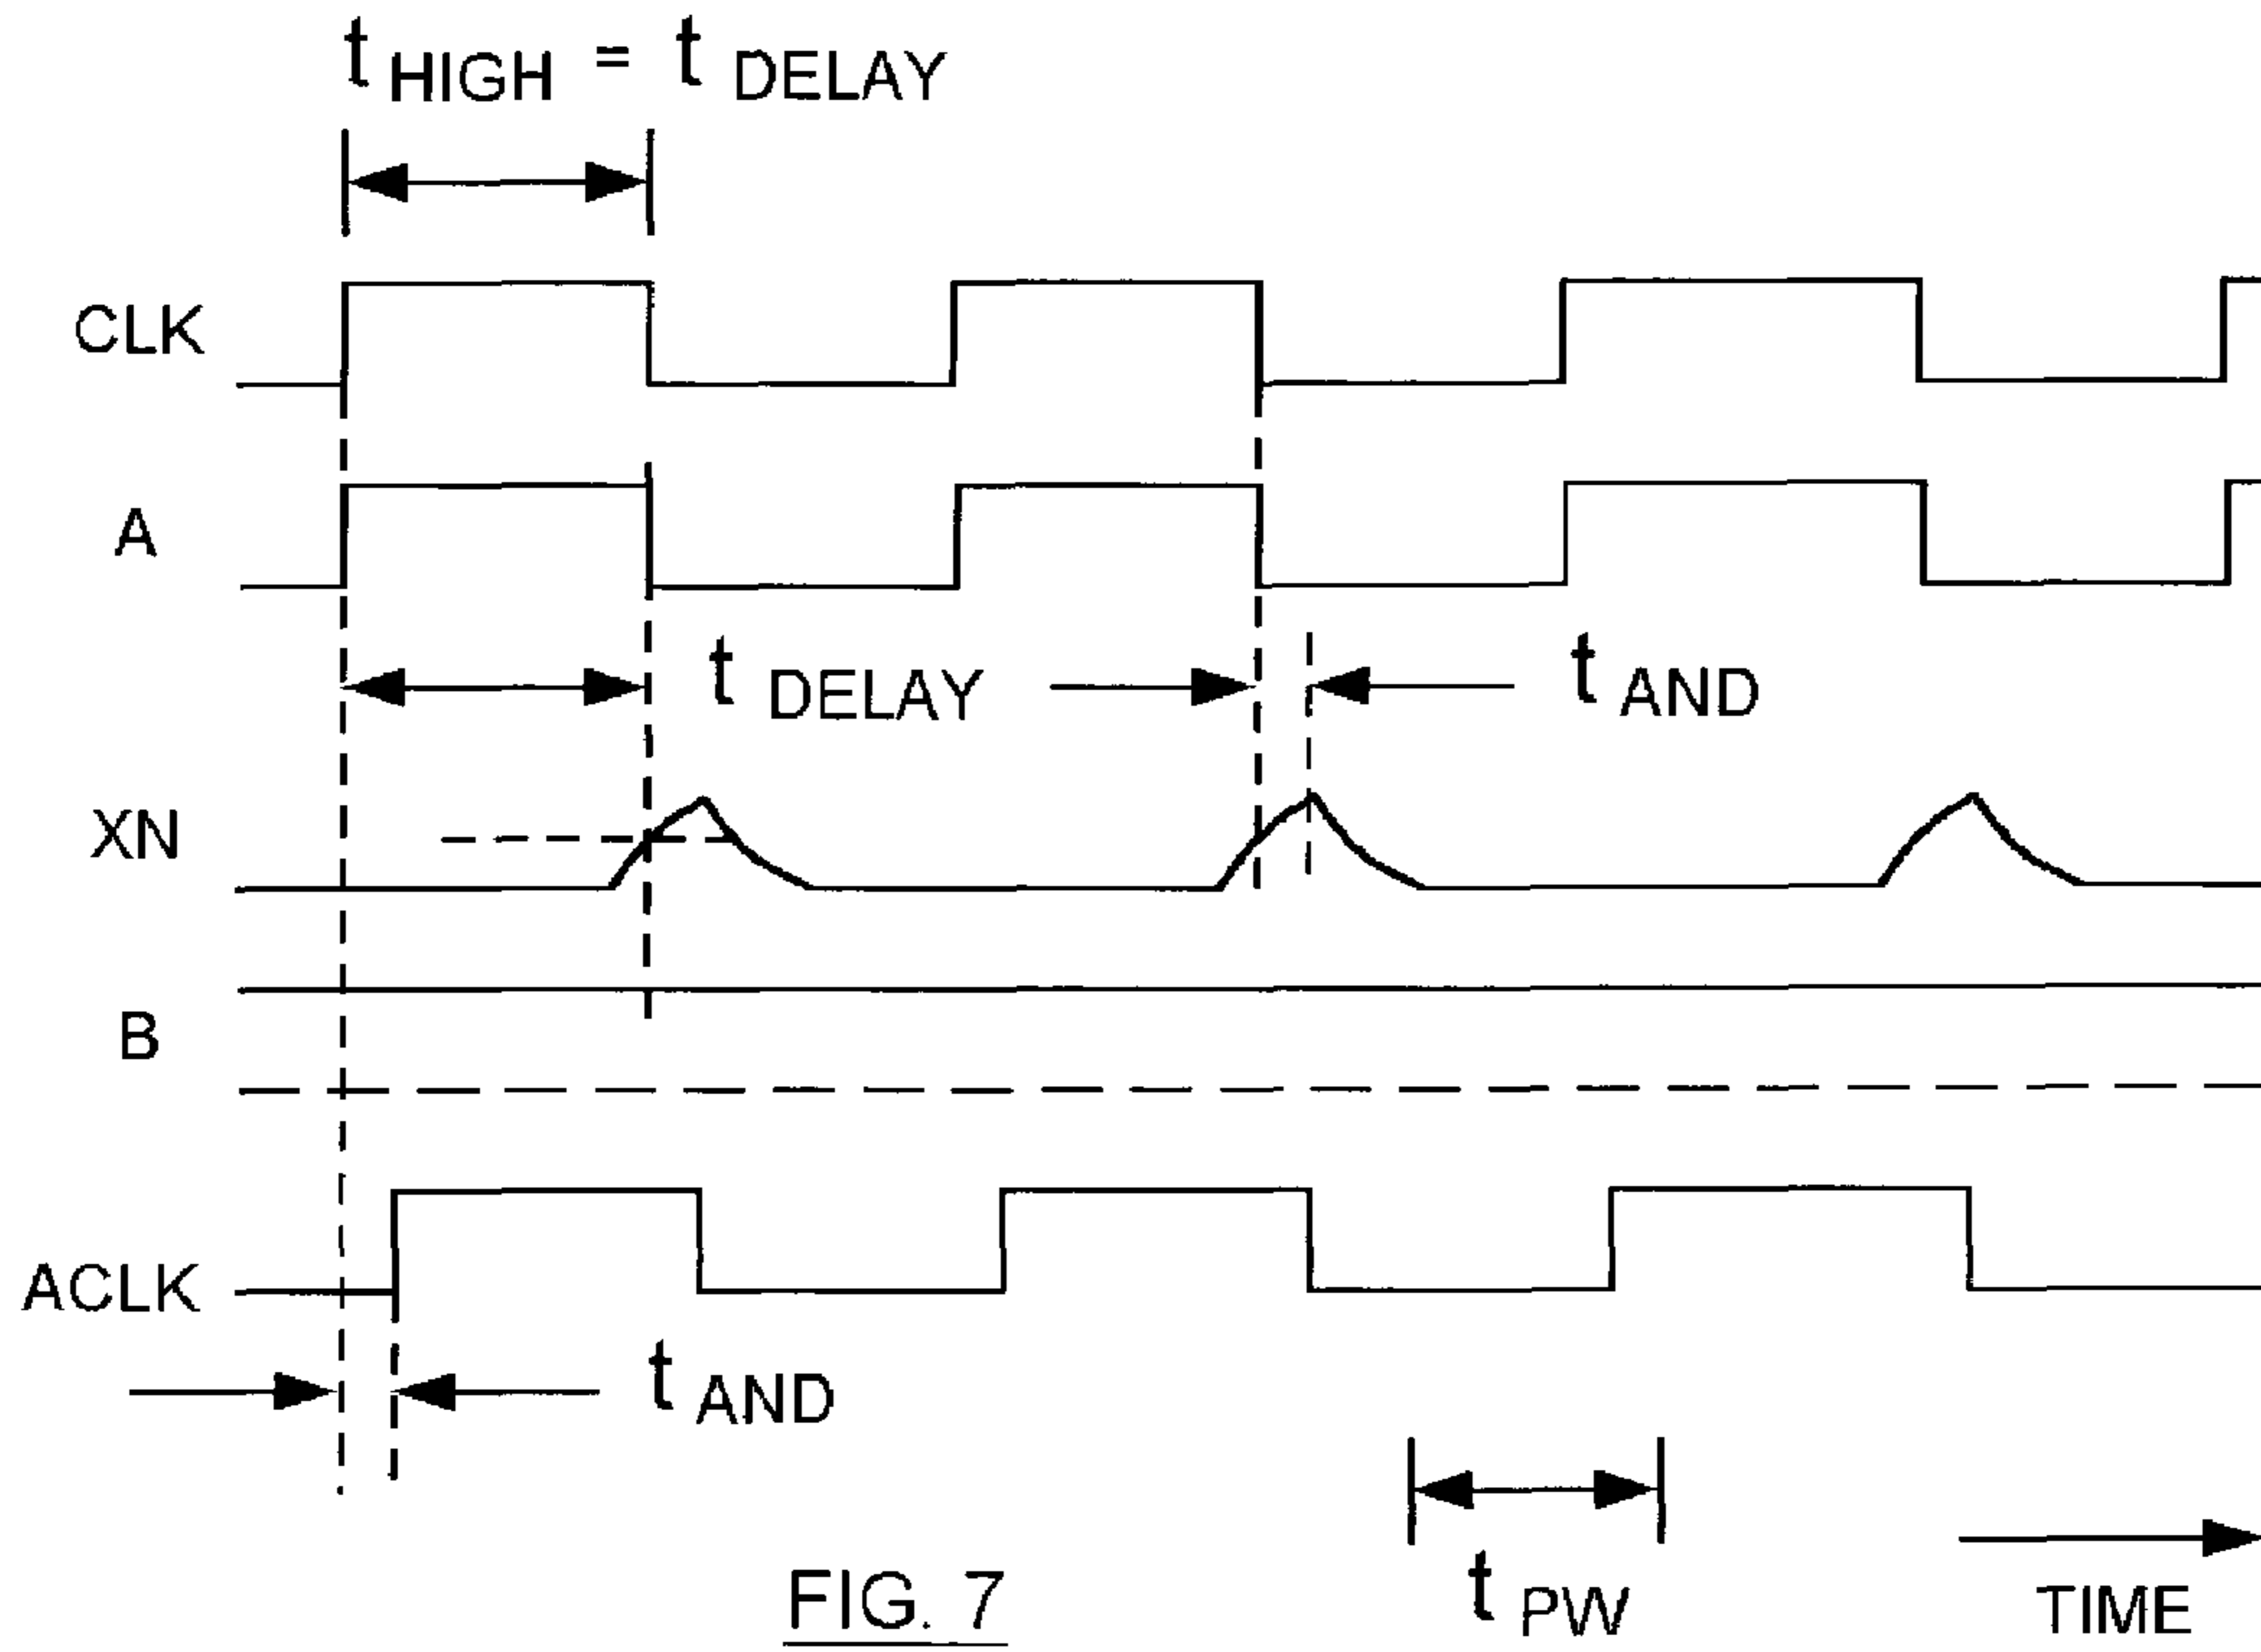 t HIGH = t DELAY
CLK
A
t DELAY
t AND
XN
B
ACLK
t AND
t PW
TIME
FIG. 7